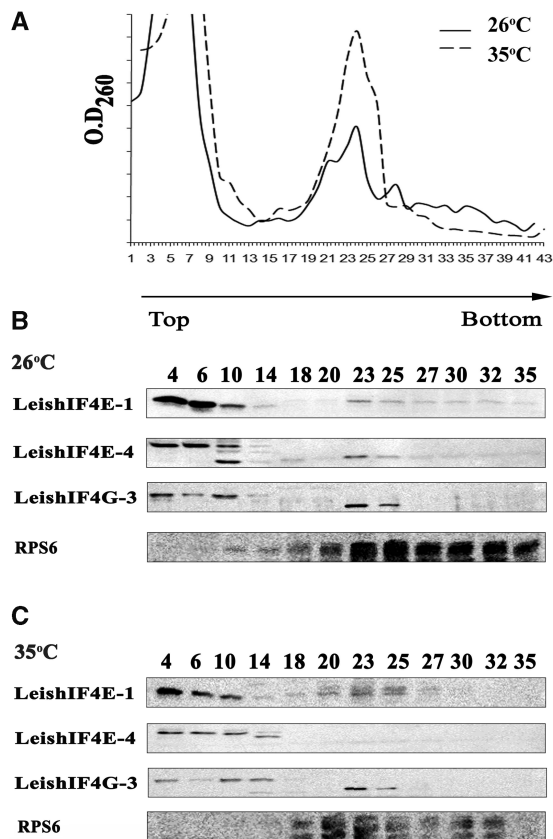 A
26°C
35°C
O.D260
1 3 5 7 9 11 13 15 17 19 21 23 25 27 29 31 33 35 37 39 41 43
Top Bottom
B
26°C
4 6 10 14 18 20 23 25 27 30 32 35
LeishIF4E-1
LeishIF4E-4
LeishIF4G-3
RPS6
C
35°C
4 6 10 14 18 20 23 25 27 30 32 35
LeishIF4E-1
LeishIF4E-4
LeishIF4G-3
RPS6